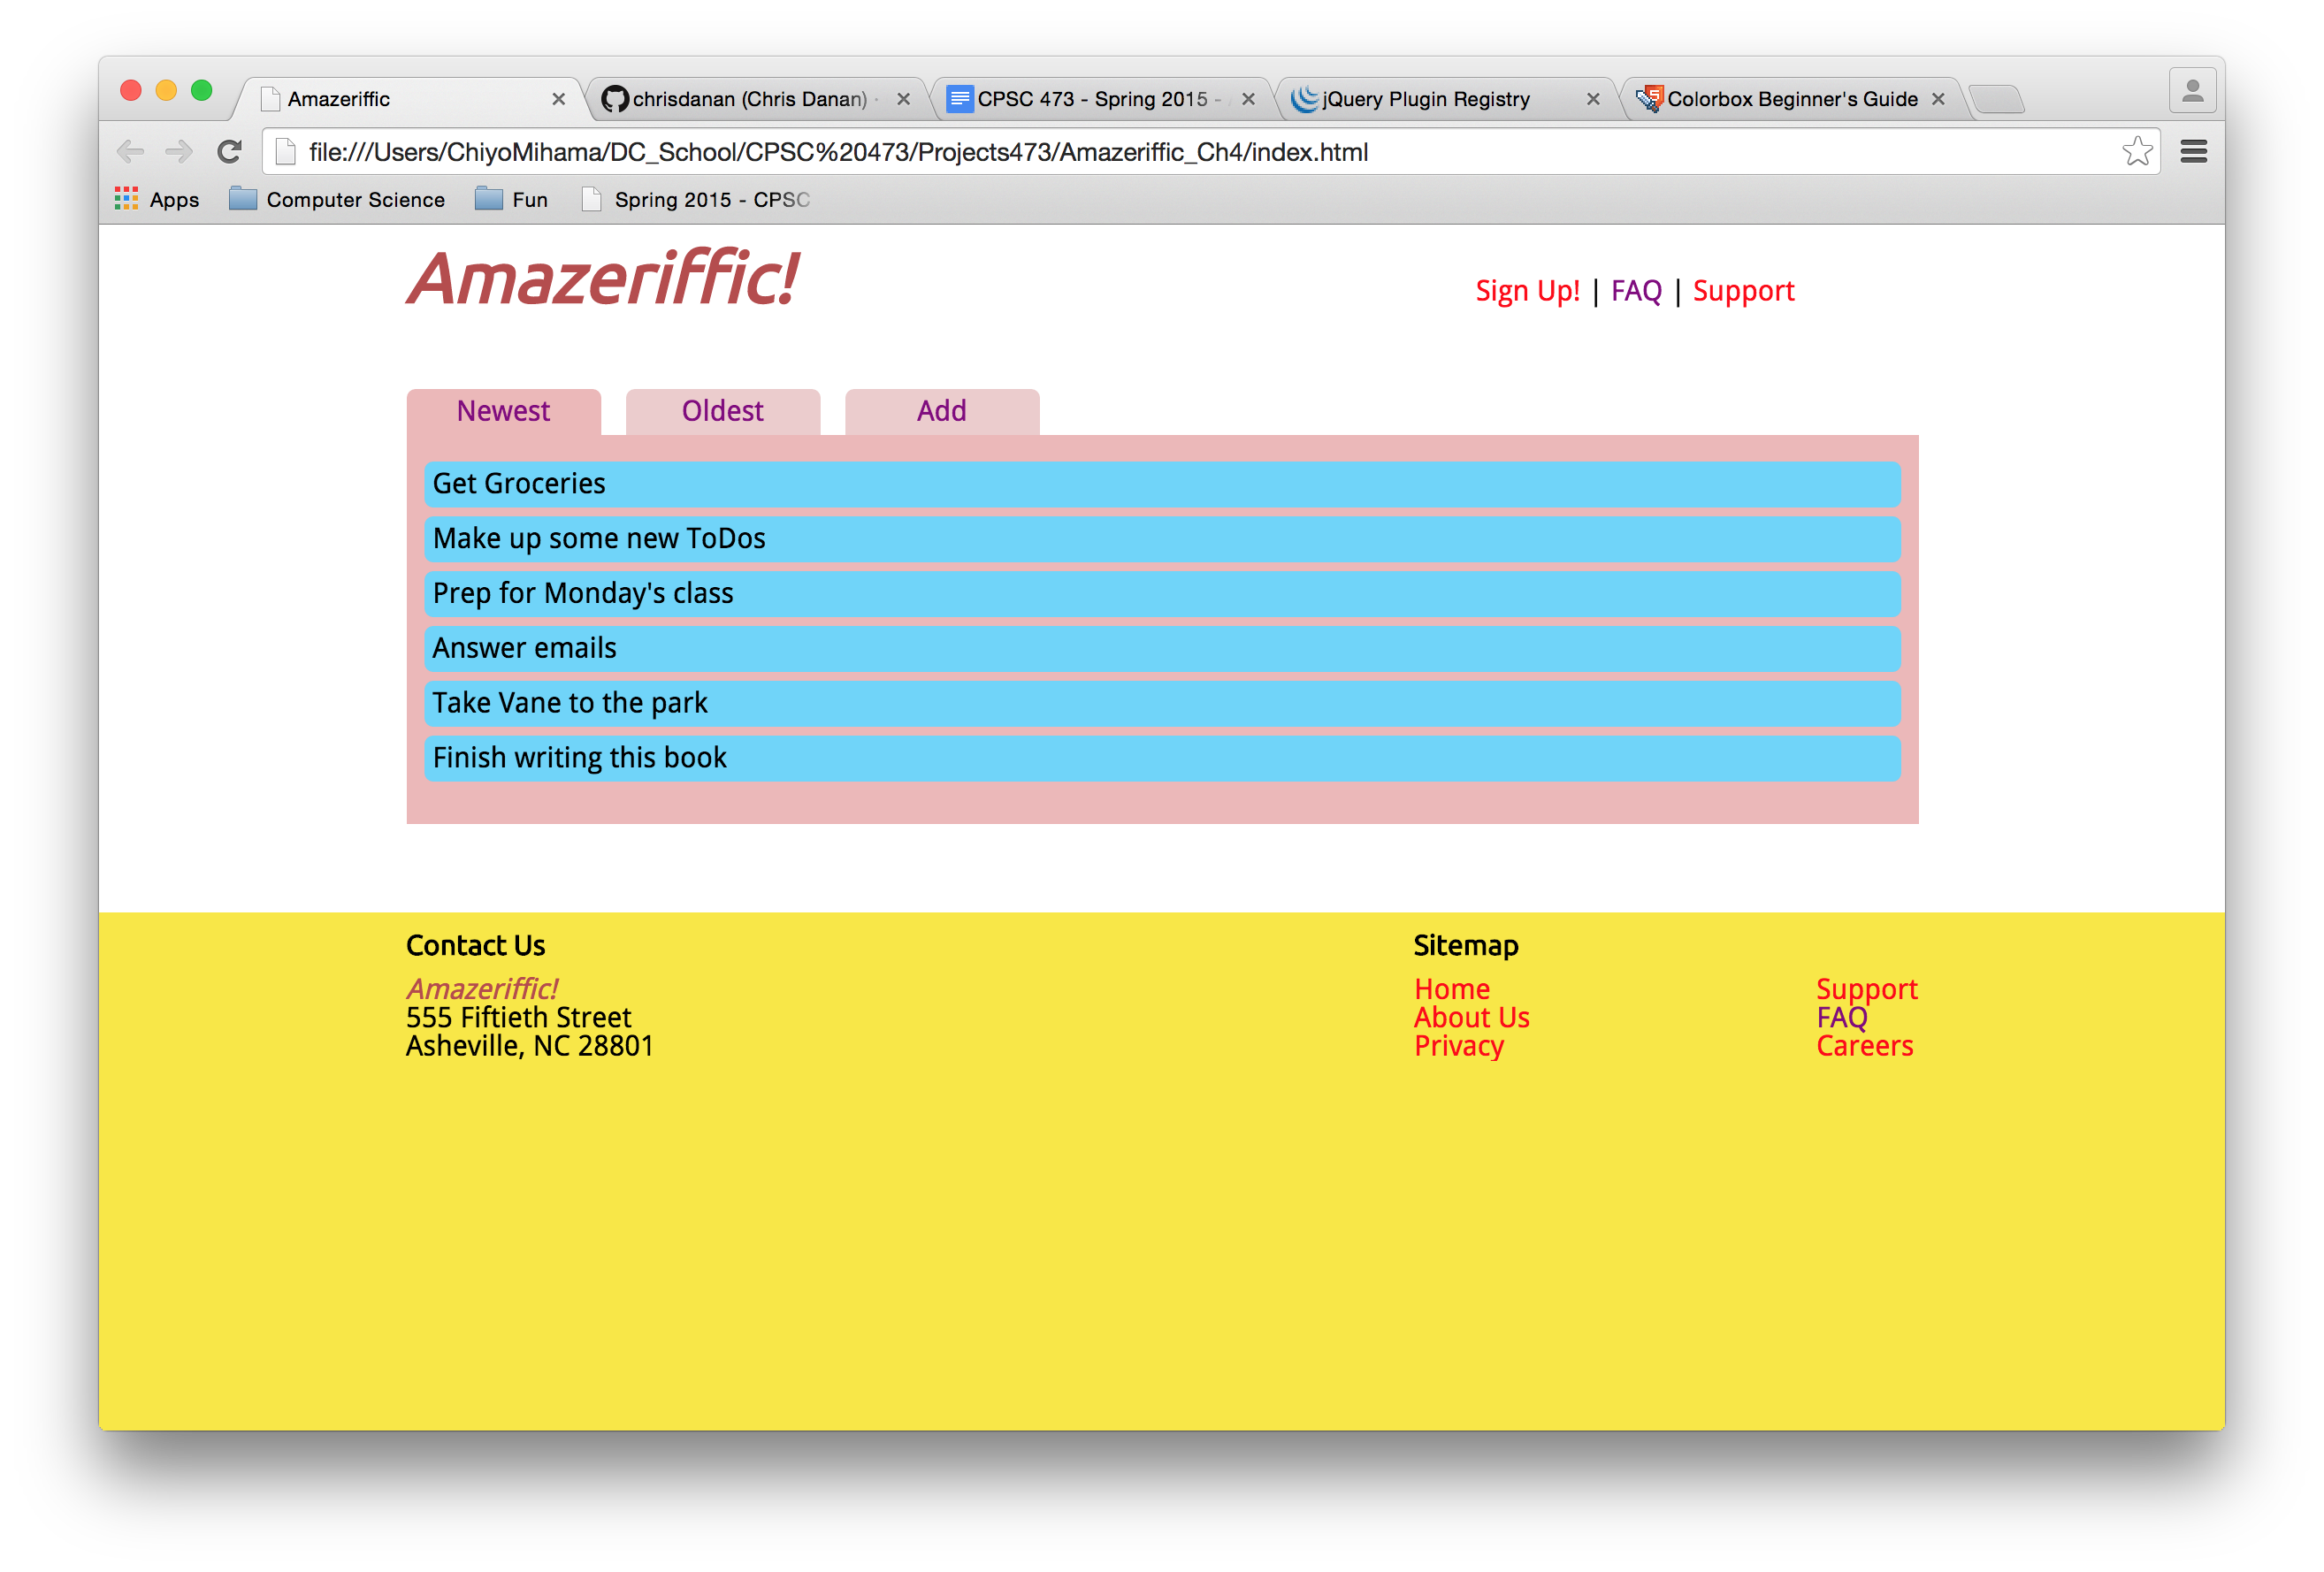 Amazeriffic
chrisdanan (Chris Danan)
CPSC 473 - Spring 2015 -
jQuery Plugin Registry
Colorbox Beginner's Guide
file:///Users/ChiyoMihama/DC_School/CPSC%20473/Projects473/Amazeriffic_Ch4/index.html
Apps
Computer Science
Fun
Spring 2015 - CPSC
Amazeriffic!
Sign Up! | FAQ | Support
Newest
Oldest
Add
Get Groceries
Make up some new ToDos
Prep for Monday's class
Answer emails
Take Vane to the park
Finish writing this book
Contact Us
Amazeriffic!
555 Fiftieth Street
Asheville, NC 28801
Sitemap
Home
About Us
Privacy
Support
FAQ
Careers